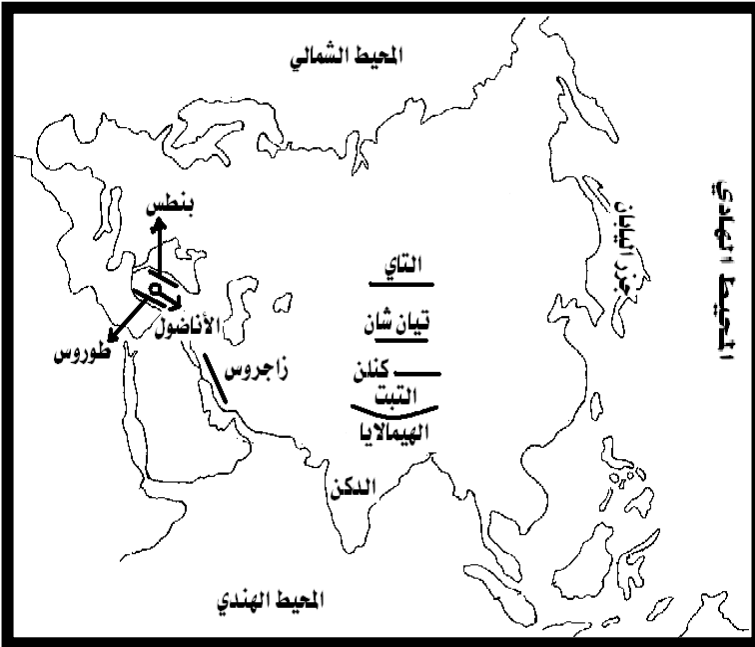 المحيط الشمالي
بنطس
المحيط الهادي
جزر اليابان
التاي
تيان شان
الأناضول
طوروس
زاجروس
كنلن
التبت
الهيمالايا
الدكن
المحيط الهندي